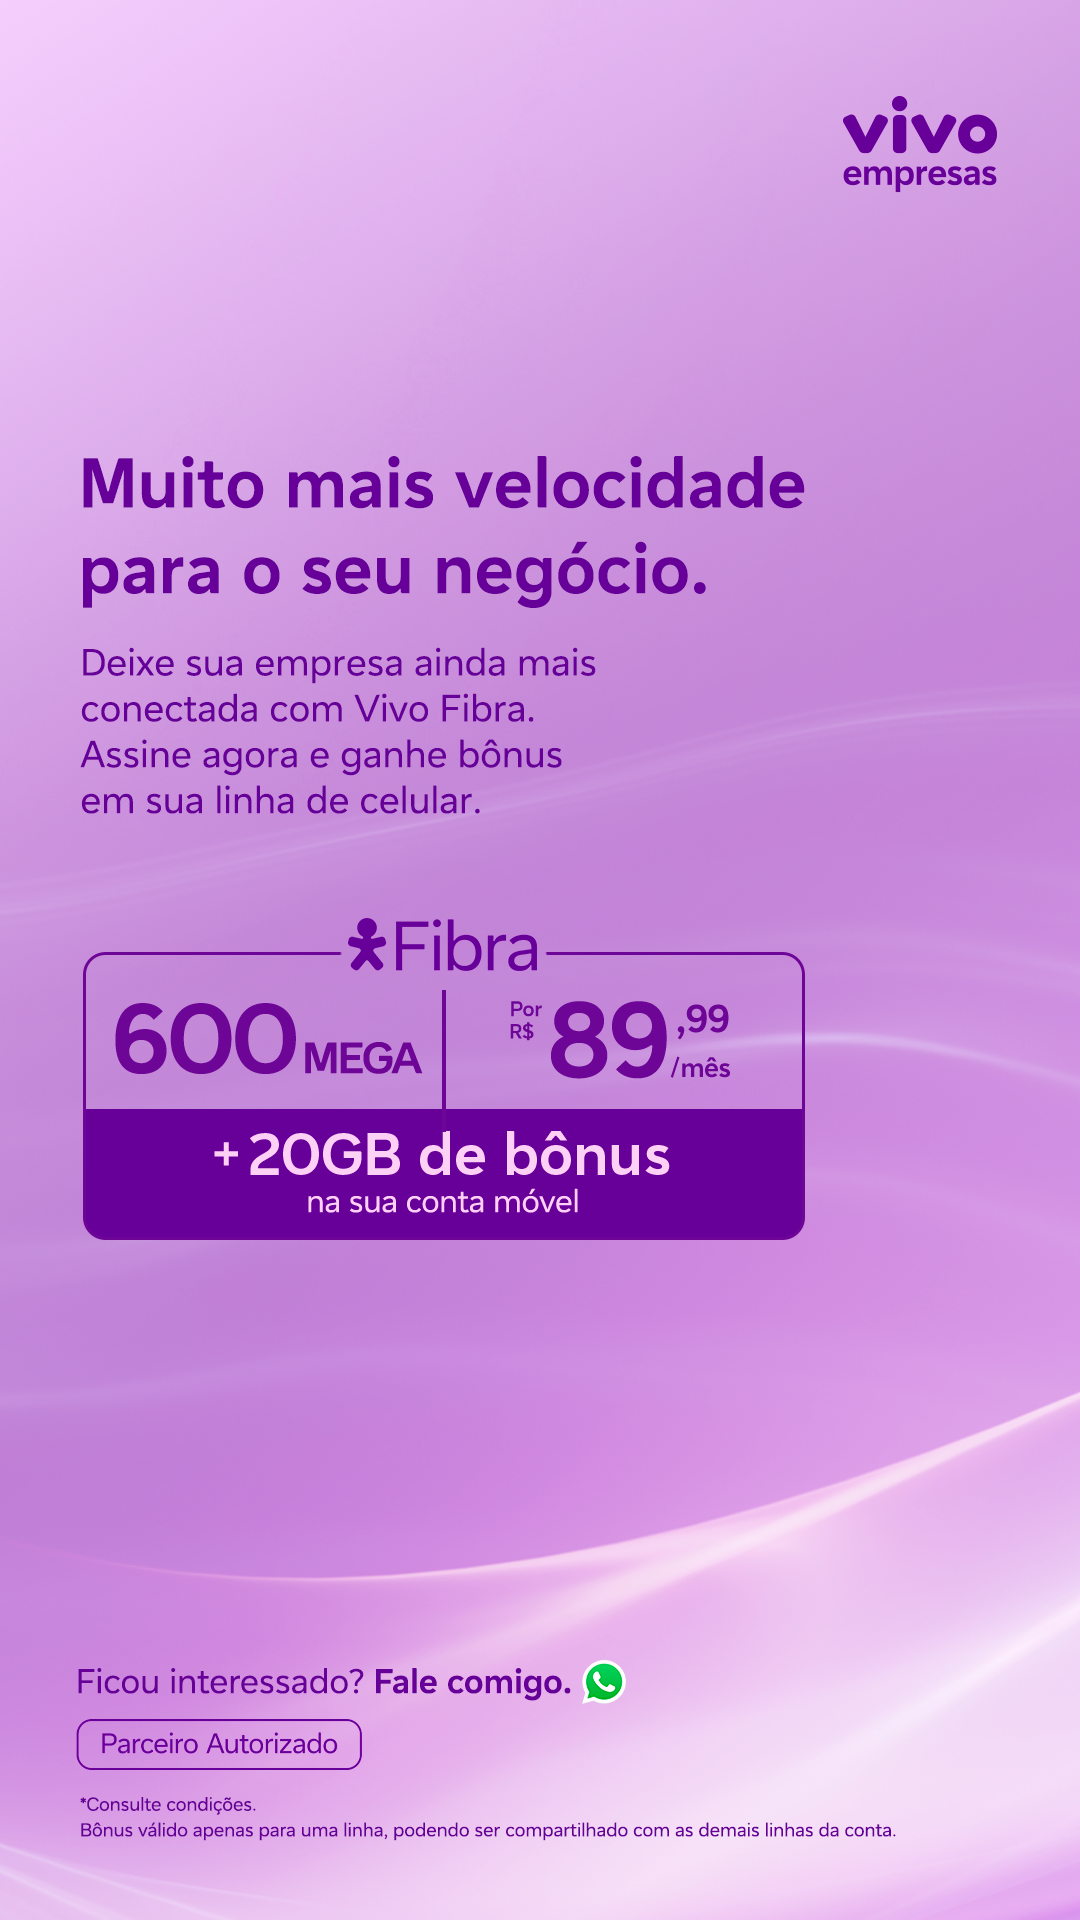 vivo
empresas
Muito mais velocidade
para o seu negócio.
Deixe sua empresa ainda mais
conectada com Vivo Fibra.
Assine agora e ganhe bônus
em sua linha de celular.
Fibra
600 MEGA
Por R$ 89,99 /mês
+ 20GB de bônus
na sua conta móvel
Ficou interessado? Fale comigo.
Parceiro Autorizado
*Consulte condições.
Bônus válido apenas para uma linha, podendo ser compartilhado com as demais linhas da conta.